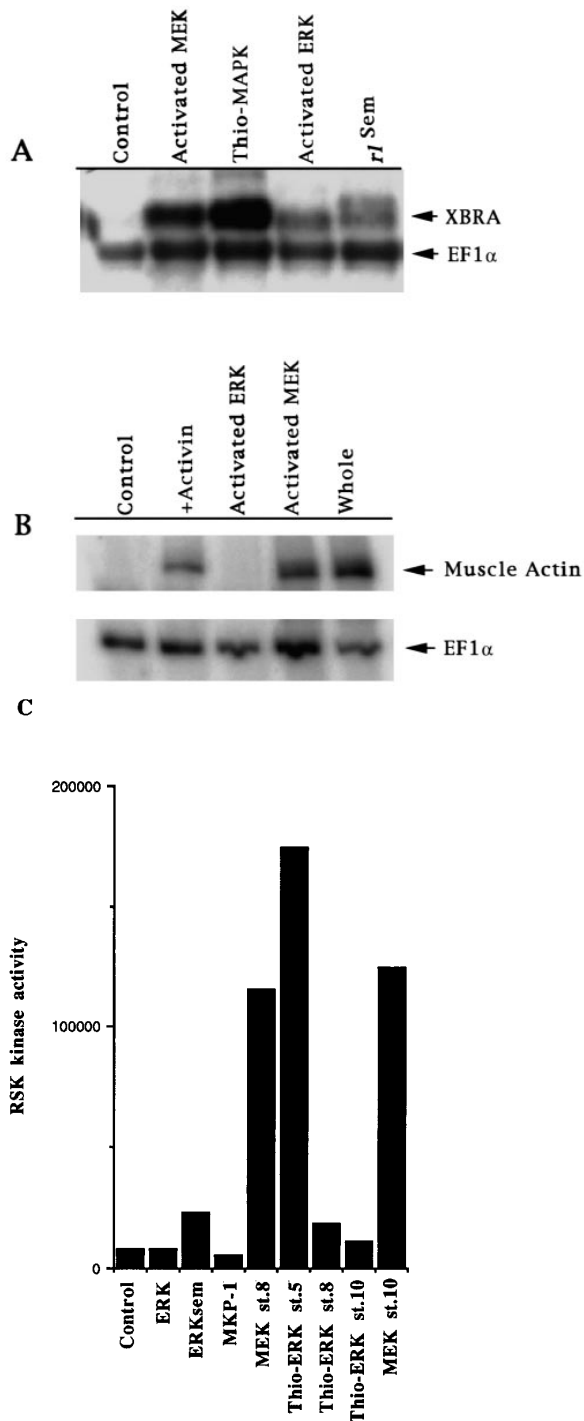 A
Control
Activated MEK
Thio-MAPK
Activated ERK
rl Sem
XBRA
EF1α
B
Control
+Activin
Activated ERK
Activated MEK
Whole
Muscle Actin
EF1α
C
RSK kinase activity
200000
100000
0
Control
ERK
ERKsem
MKP-1
MEK st.8
Thio-ERK st.5
Thio-ERK st.8
Thio-ERK st.10
MEK st.10